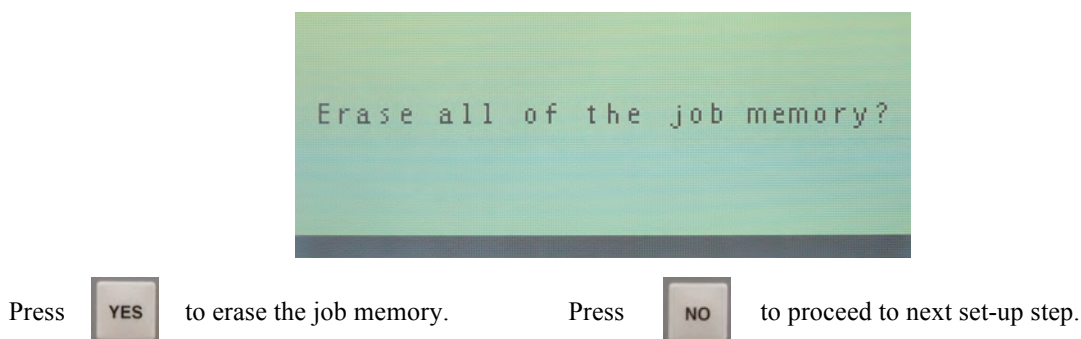 Erase all of the job memory?
Press YES to erase the job memory. Press NO to proceed to next set-up step.